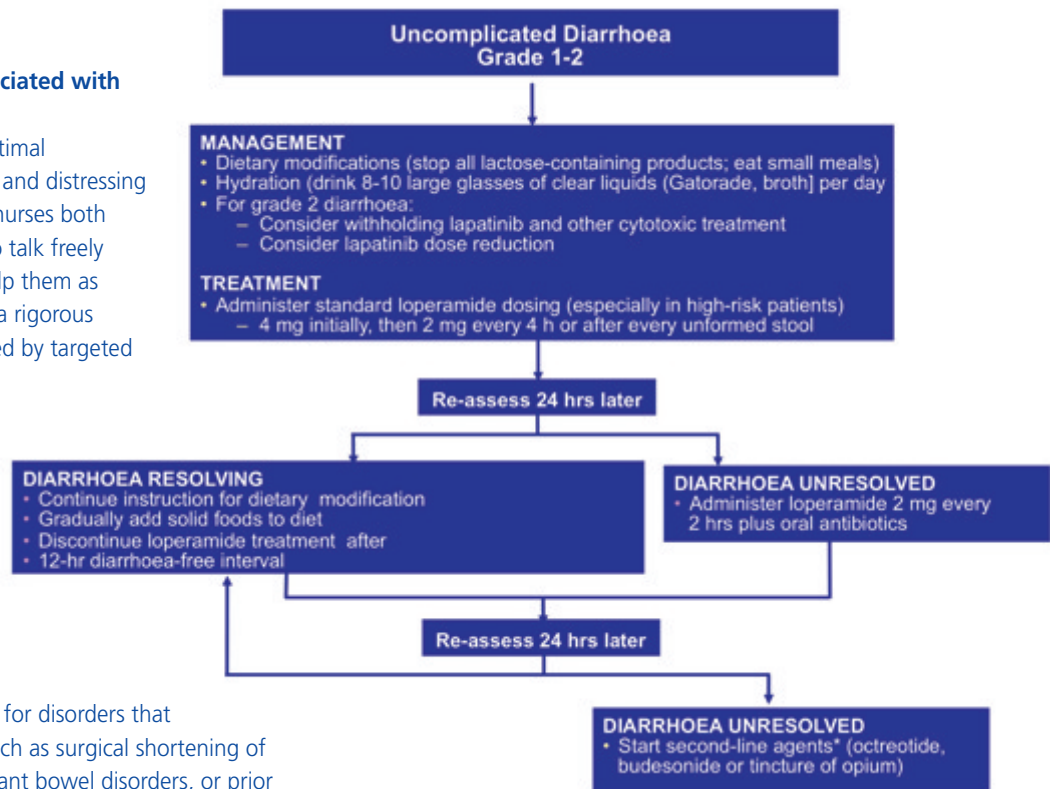 Uncomplicated Diarrhoea
Grade 1-2
ciated with
timal
and distressing
nurses both
o talk freely
lp them as
a rigorous
ed by targeted
MANAGEMENT
• Dietary modifications (stop all lactose-containing products; eat small meals)
• Hydration (drink 8-10 large glasses of clear liquids (Gatorade, broth] per day
• For grade 2 diarrhoea:
– Consider withholding lapatinib and other cytotoxic treatment
– Consider lapatinib dose reduction
TREATMENT
• Administer standard loperamide dosing (especially in high-risk patients)
– 4 mg initially, then 2 mg every 4 h or after every unformed stool
Re-assess 24 hrs later
DIARRHOEA RESOLVING
• Continue instruction for dietary modification
• Gradually add solid foods to diet
• Discontinue loperamide treatment after
• 12-hr diarrhoea-free interval
DIARRHOEA UNRESOLVED
• Administer loperamide 2 mg every
2 hrs plus oral antibiotics
Re-assess 24 hrs later
for disorders that
ch as surgical shortening of
ant bowel disorders, or prior
DIARRHOEA UNRESOLVED
• Start second-line agents* (octreotide,
budesonide or tincture of opium)